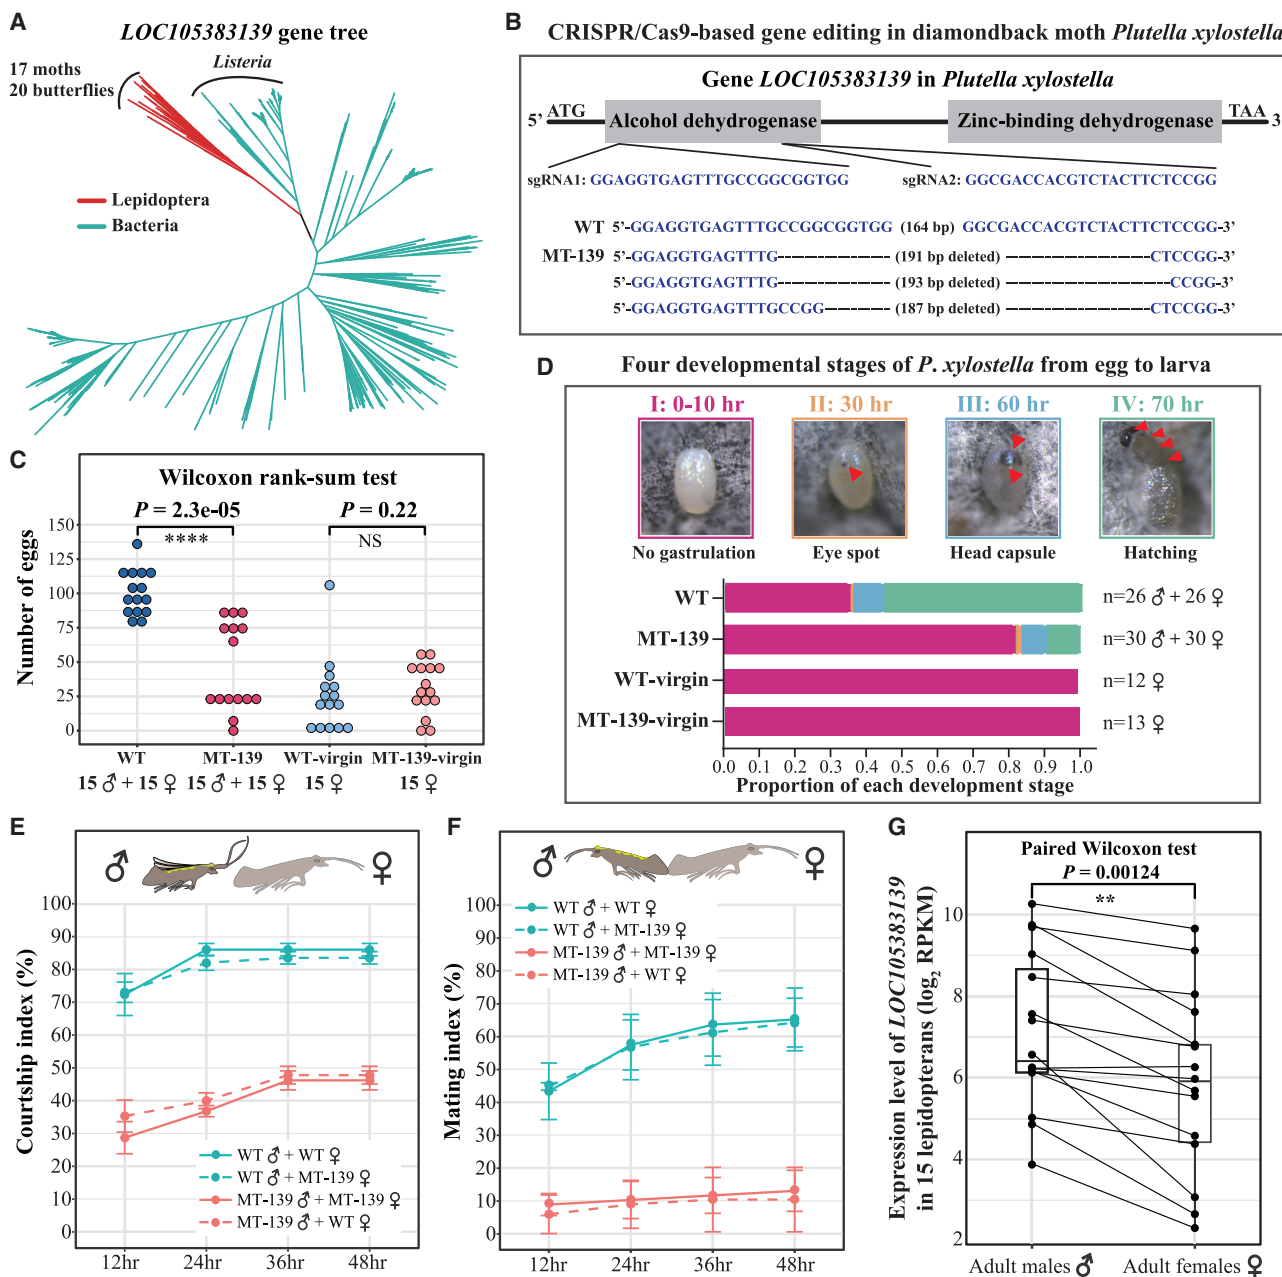 A
LOC105383139 gene tree
17 moths
20 butterflies
Listeria
Lepidoptera
Bacteria
B
CRISPR/Cas9-based gene editing in diamondback moth Plutella xylostella
Gene LOC105383139 in Plutella xylostella
5’ ATG Alcohol dehydrogenase Zinc-binding dehydrogenase TAA 3
sgRNA1: GGAGGTGAGTTTGCCGGCGGTGG sgRNA2: GGCGACCACGTCTACTTCTCCGG
WT 5’-GGAGGTGAGTTTGCCGGCGGTGG (164 bp) GGCGACCACGTCTACTTCTCCGG-3’
MT-139 5’-GGAGGTGAGTTTG-------------- (191 bp deleted) ------------------CTCCGG-3’
5’-GGAGGTGAGTTTG-------------- (193 bp deleted) --------------------CCGG-3’
5’-GGAGGTGAGTTTGCCGG--------- (187 bp deleted) ------------------CTCCGG-3’
C
Wilcoxon rank-sum test
P = 2.3e-05
****
P = 0.22
NS
Number of eggs
150
125
100
75
50
25
0
WT MT-139 WT-virgin MT-139-virgin
15 ♂ + 15 ♀ 15 ♂ + 15 ♀ 15 ♀ 15 ♀
D
Four developmental stages of P. xylostella from egg to larva
I: 0-10 hr II: 30 hr III: 60 hr IV: 70 hr
No gastrulation Eye spot Head capsule Hatching
WT n=26 ♂ + 26 ♀
MT-139 n=30 ♂ + 30 ♀
WT-virgin n=12 ♀
MT-139-virgin n=13 ♀
0.0 0.1 0.2 0.3 0.4 0.5 0.6 0.7 0.8 0.9 1.0
Proportion of each development stage
E
♂ ♀
Courtship index (%)
100
90
80
70
60
50
40
30
20
10
0
WT ♂ + WT ♀
WT ♂ + MT-139 ♀
MT-139 ♂ + MT-139 ♀
MT-139 ♂ + WT ♀
12hr 24hr 36hr 48hr
F
♂ ♀
Mating index (%)
100
90
80
70
60
50
40
30
20
10
0
WT ♂ + WT ♀
WT ♂ + MT-139 ♀
MT-139 ♂ + MT-139 ♀
MT-139 ♂ + WT ♀
12hr 24hr 36hr 48hr
G
Paired Wilcoxon test
P = 0.00124
**
Expression level of LOC105383139
in 15 lepidopterans (log2 RPKM)
10
8
6
4
2
Adult males ♂ Adult females ♀